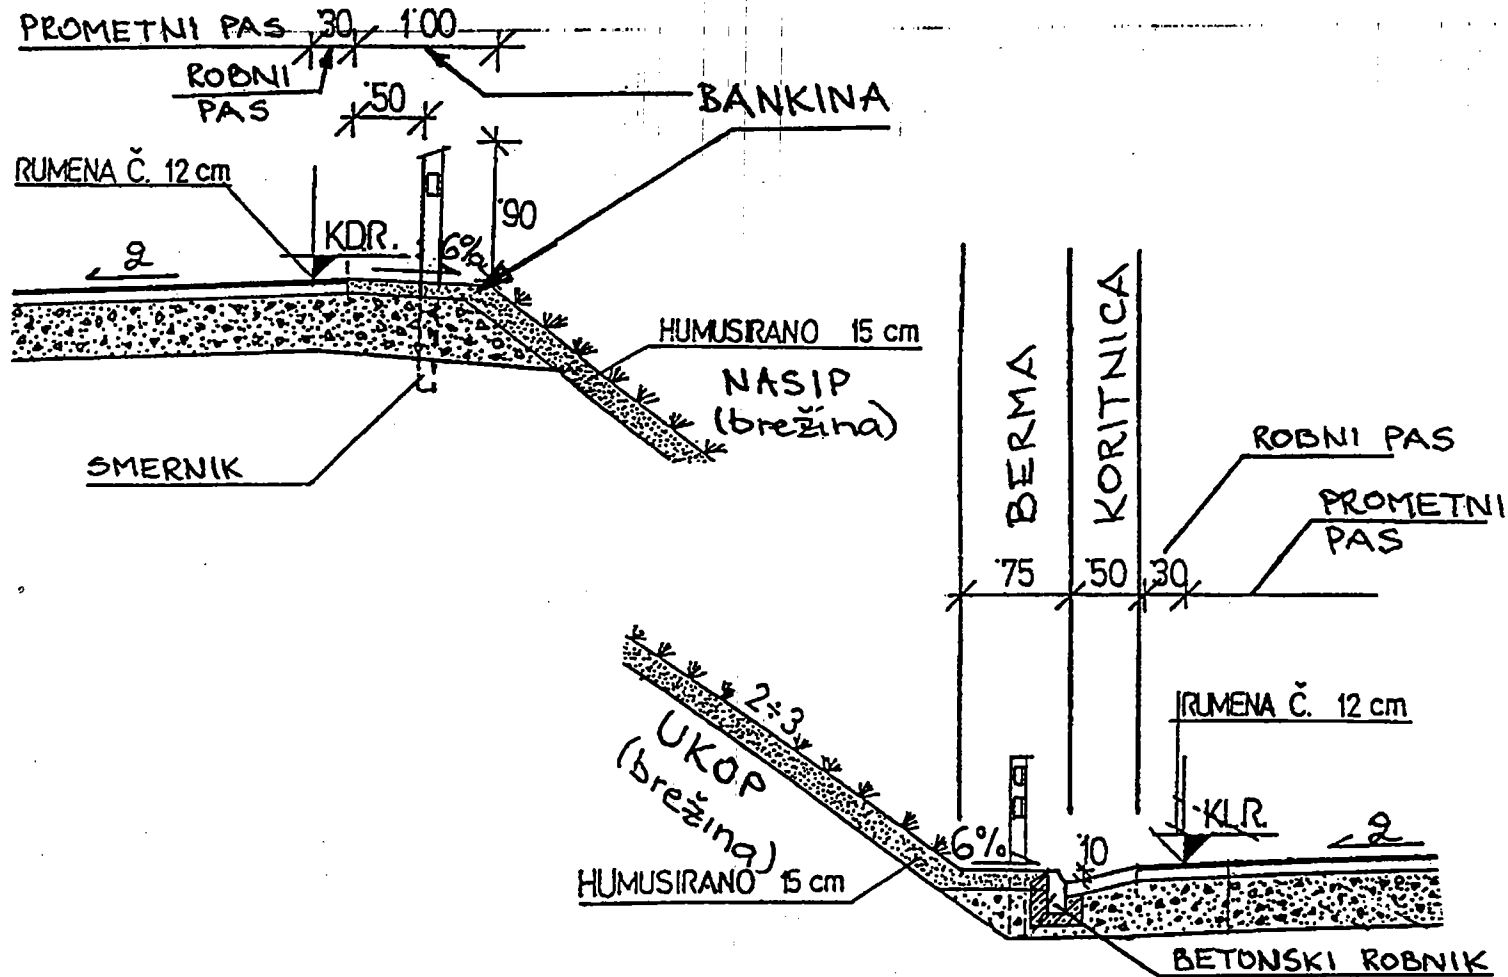 PROMETNI PAS 30 1'00
ROBNI
PAS
'50
BANKINA
RUMENA Č. 12 cm
'90
KDR.
6%
q
HUMUSIRANO 15 cm
NASIP
(brežina)
SMERNIK
BERMA
KORITNICA
ROBNI PAS
PROMETNI
PAS
'75 '50 '30
2÷3
UKOP
(brežina)
RUMENA Č. 12 cm
KLR.
6%
'10
q
HUMUSIRANO 15 cm
BETONSKI ROBNIK